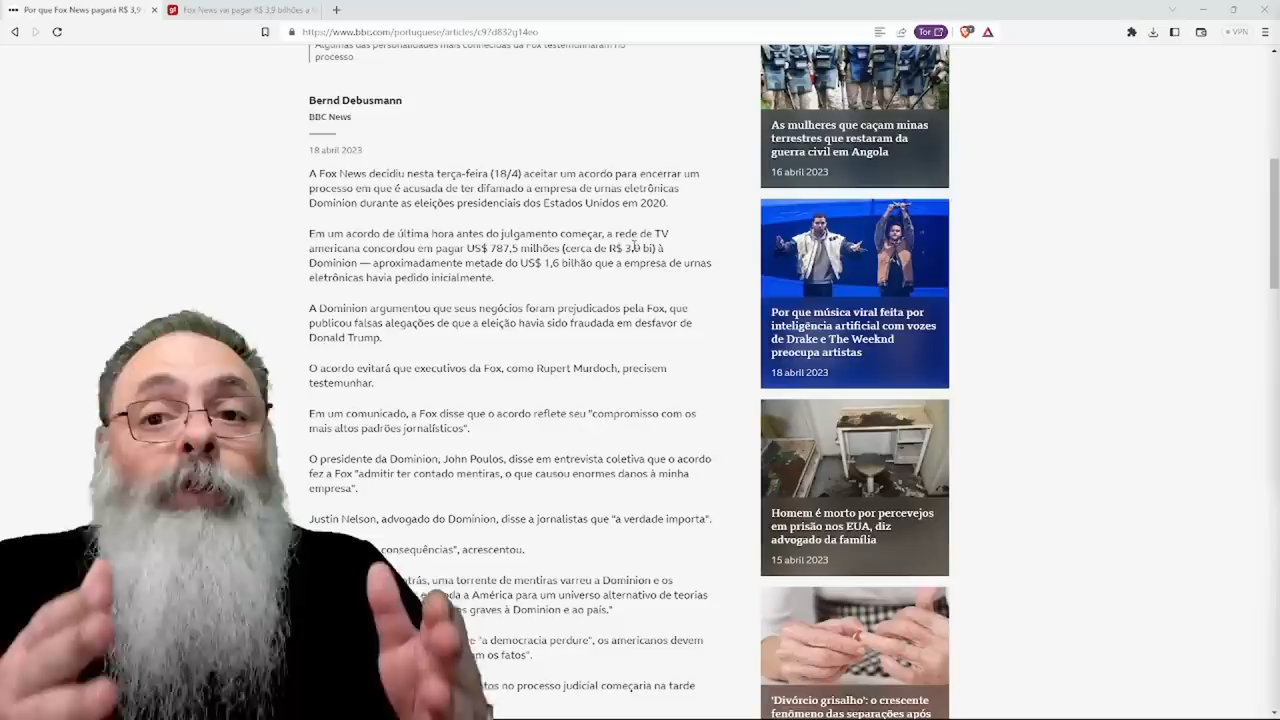 Por que Fox News pagará R$ 3,9
Fox News vai pagar R$ 3,9 bilhões a
https://www.bbc.com/portuguese/articles/c97d832g14eo
Tor
VPN
Algumas das personalidades mais conhecidas da Fox testemunharam no
processo
Bernd Debusmann
BBC News
18 abril 2023
A Fox News decidiu nesta terça-feira (18/4) aceitar um acordo para encerrar um
processo em que é acusada de ter difamado a empresa de urnas eletrônicas
Dominion durante as eleições presidenciais dos Estados Unidos em 2020.
Em um acordo de última hora antes do julgamento começar, a rede de TV
americana concordou em pagar US$ 787,5 milhões (cerca de R$ 3,9 bi) à
Dominion — aproximadamente metade do US$ 1,6 bilhão que a empresa de urnas
eletrônicas havia pedido inicialmente.
A Dominion argumentou que seus negócios foram prejudicados pela Fox, que
publicou falsas alegações de que a eleição havia sido fraudada em desfavor de
Donald Trump.
O acordo evitará que executivos da Fox, como Rupert Murdoch, precisem
testemunhar.
Em um comunicado, a Fox disse que o acordo reflete seu "compromisso com os
mais altos padrões jornalísticos".
O presidente da Dominion, John Poulos, disse em entrevista coletiva que o acordo
fez a Fox "admitir ter contado mentiras, o que causou enormes danos à minha
empresa".
Justin Nelson, advogado do Dominion, disse a jornalistas que "a verdade importa".
consequências", acrescentou.
atrás, uma torrente de mentiras varreu a Dominion e os
a América para um universo alternativo de teorias
graves à Dominion e ao país."
"a democracia perdure", os americanos devem
os fatos".
no processo judicial começaria na tarde
As mulheres que caçam minas
terrestres que restaram da
guerra civil em Angola
16 abril 2023
Por que música viral feita por
inteligência artificial com vozes
de Drake e The Weeknd
preocupa artistas
18 abril 2023
Homem é morto por percevejos
em prisão nos EUA, diz
advogado da família
15 abril 2023
'Divórcio grisalho': o crescente
fenômeno das separações após